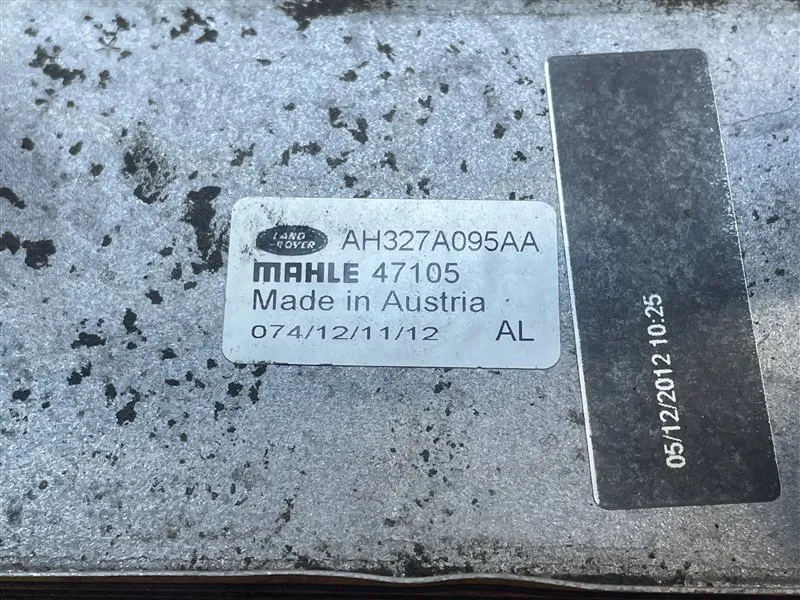 LAND
ROVER
AH327A095AA
MAHLE 47105
Made in Austria
074/12/11/12 AL
05/12/2012 10:25